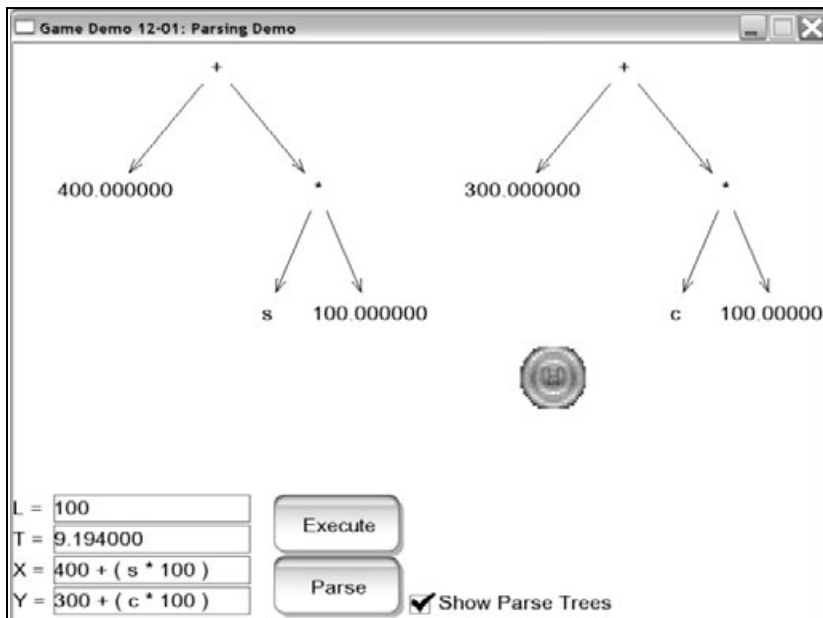 Game Demo 12-01: Parsing Demo
+ +
400.000000 * 300.000000 *
s 100.000000 c 100.00000
L = 100
T = 9.194000
X = 400 + ( s * 100 )
Y = 300 + ( c * 100 )
Execute
Parse
Show Parse Trees